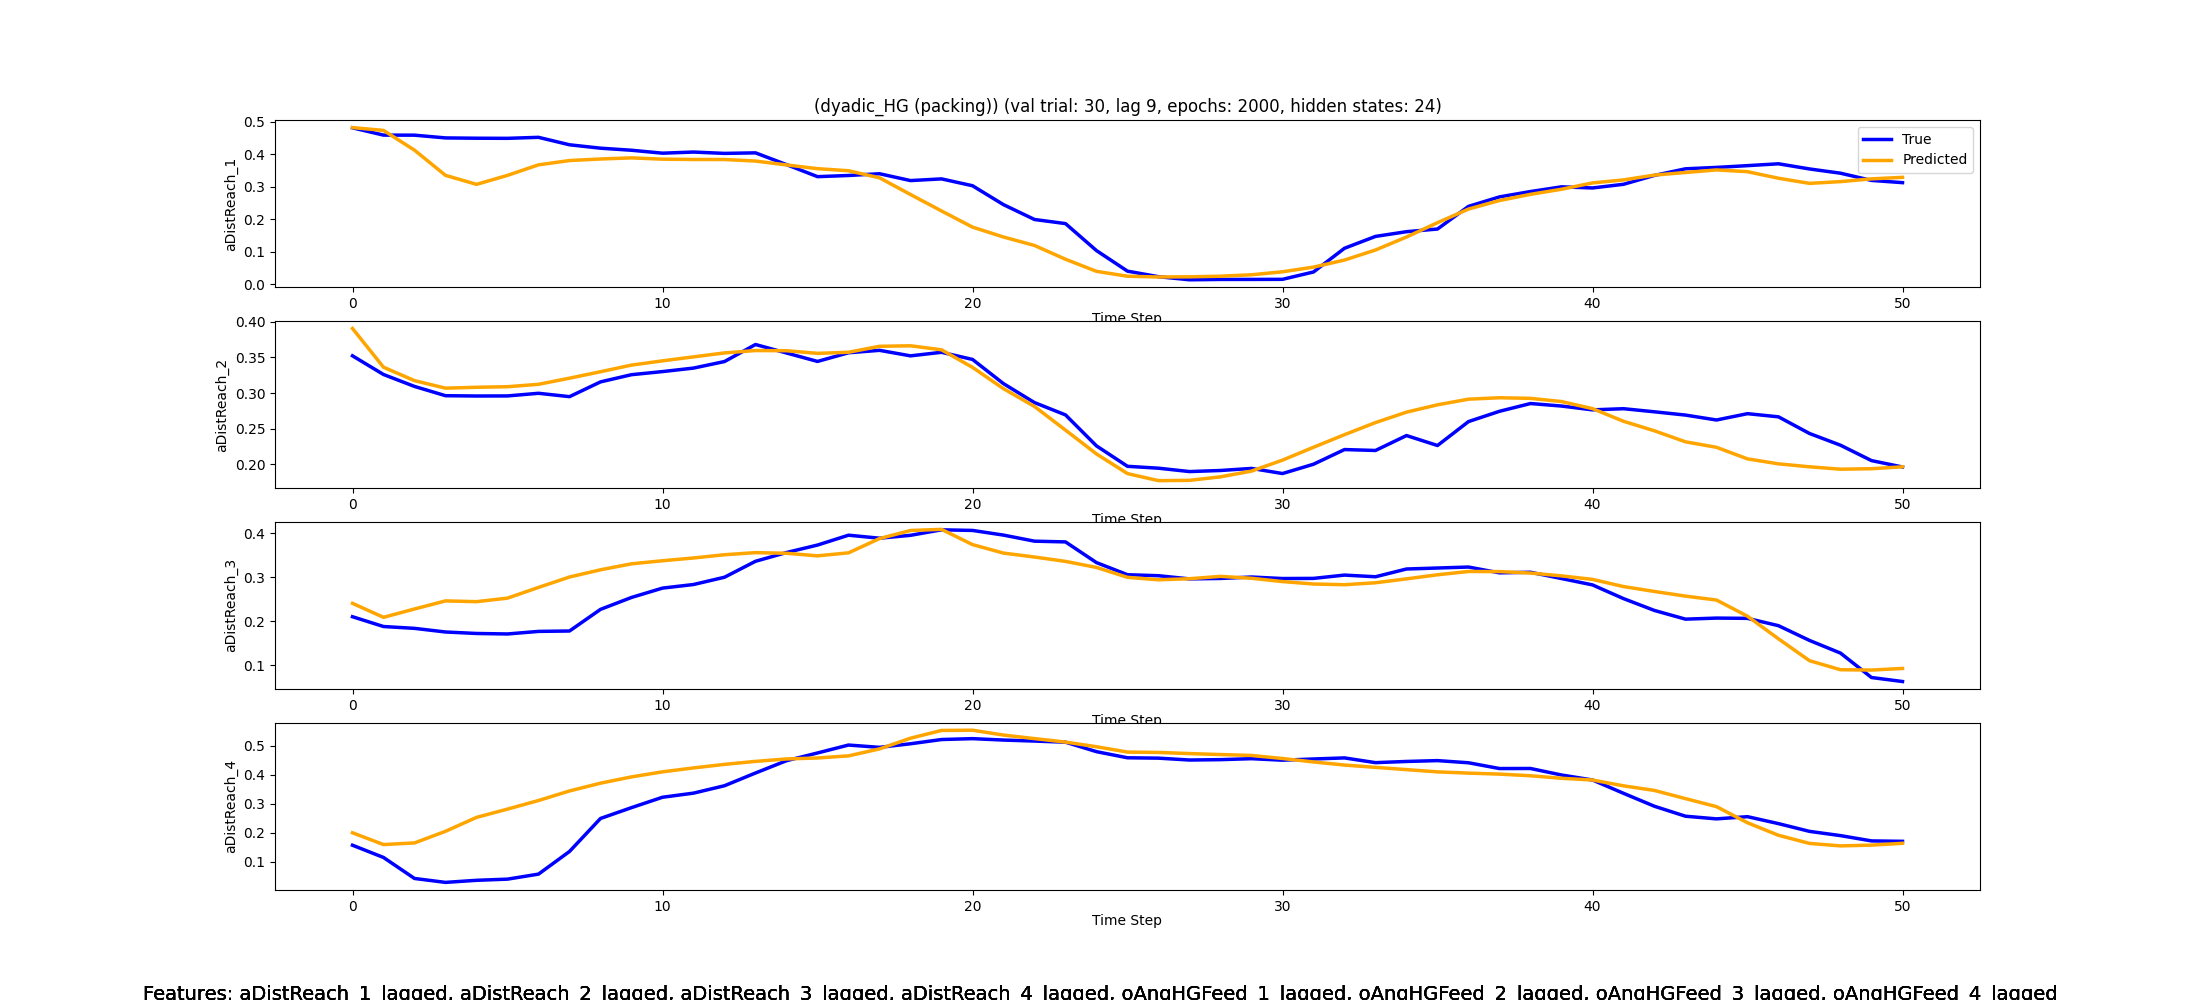 (dyadic_HG (packing)) (val trial: 30, lag 9, epochs: 2000, hidden states: 24)
True
Predicted
aDistReach_1
0.5
0.4
0.3
0.2
0.1
0.0
0 10 20 30 40 50
Time Step
aDistReach_2
0.40
0.35
0.30
0.25
0.20
0 10 20 30 40 50
Time Step
aDistReach_3
0.4
0.3
0.2
0.1
0 10 20 30 40 50
Time Step
aDistReach_4
0.5
0.4
0.3
0.2
0.1
0 10 20 30 40 50
Time Step
Features: aDistReach_1_lagged, aDistReach_2_lagged, aDistReach_3_lagged, aDistReach_4_lagged, oAngHGFeed_1_lagged, oAngHGFeed_2_lagged, oAngHGFeed_3_lagged, oAngHGFeed_4_lagged